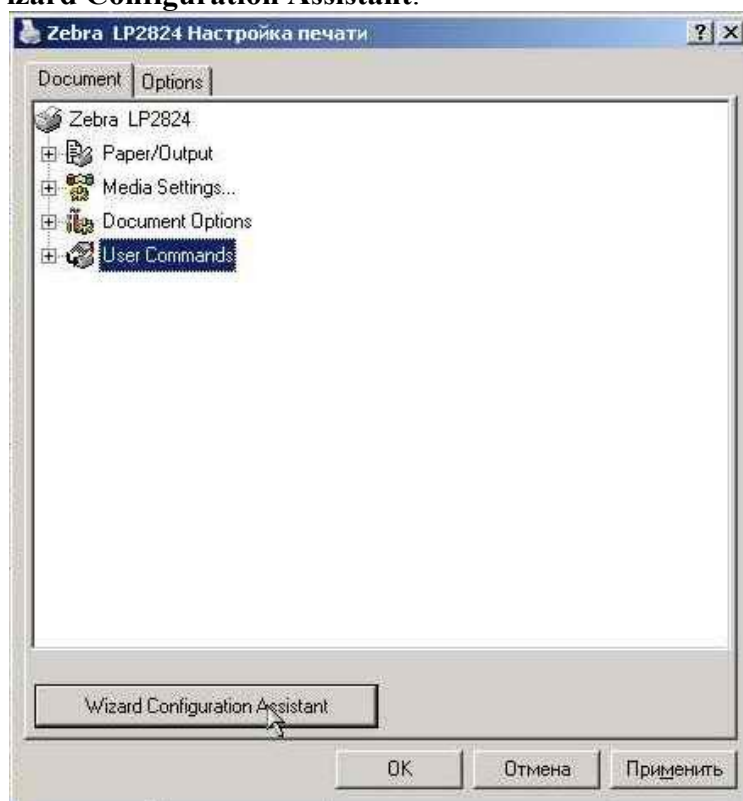 izard Configuration Assistant.
Zebra LP2824 Настройка печати
Document Options
Zebra LP2824
Paper/Output
Media Settings...
Document Options
User Commands
Wizard Configuration Assistant
OK Отмена Применить